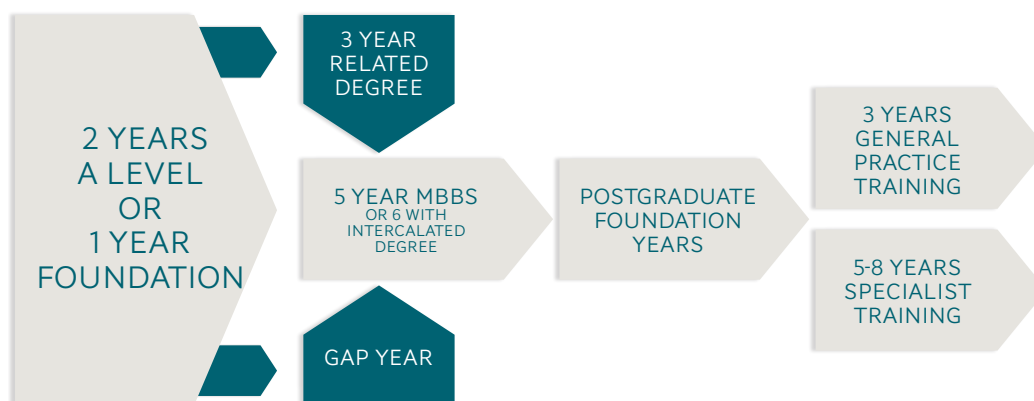 2 YEARS
A LEVEL
OR
1 YEAR
FOUNDATION
3 YEAR
RELATED
DEGREE
5 YEAR MBBS
OR 6 WITH
INTERCALATED
DEGREE
GAP YEAR
POSTGRADUATE
FOUNDATION
YEARS
3 YEARS
GENERAL
PRACTICE
TRAINING
5-8 YEARS
SPECIALIST
TRAINING